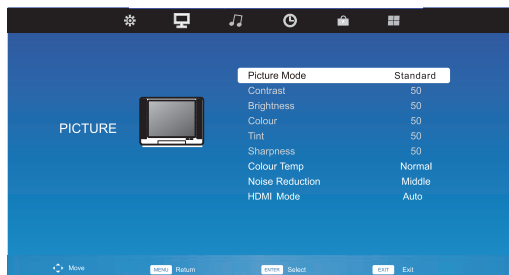 PICTURE
Picture Mode Standard
Contrast 50
Brightness 50
Colour 50
Tint 50
Sharpness 50
Colour Temp Normal
Noise Reduction Middle
HDMI Mode Auto
Move MENU Return ENTER Select EXIT Exit